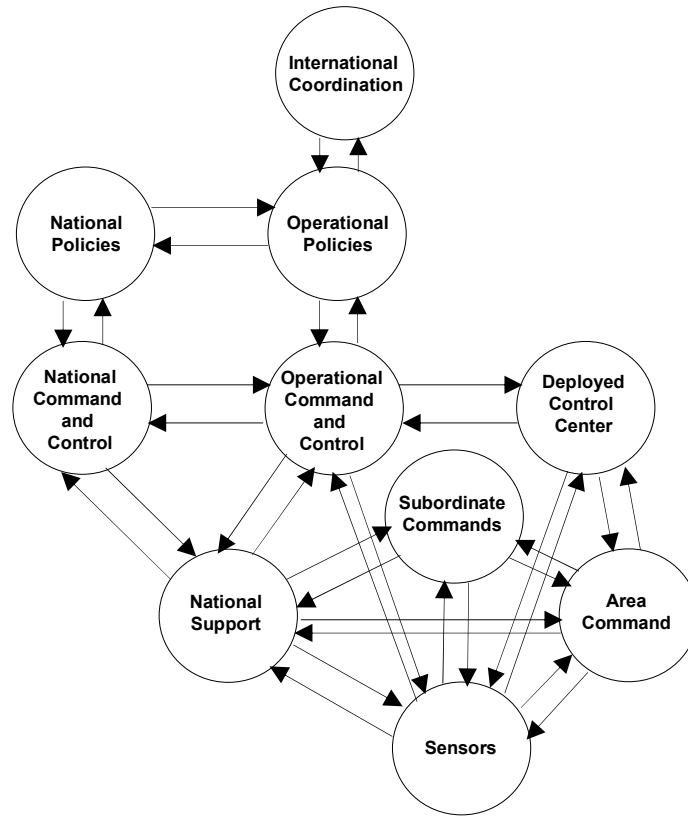 International
Coordination
National
Policies
Operational
Policies
National
Command
and
Control
Operational
Command
and
Control
Deployed
Control
Center
Subordinate
Commands
National
Support
Area
Command
Sensors